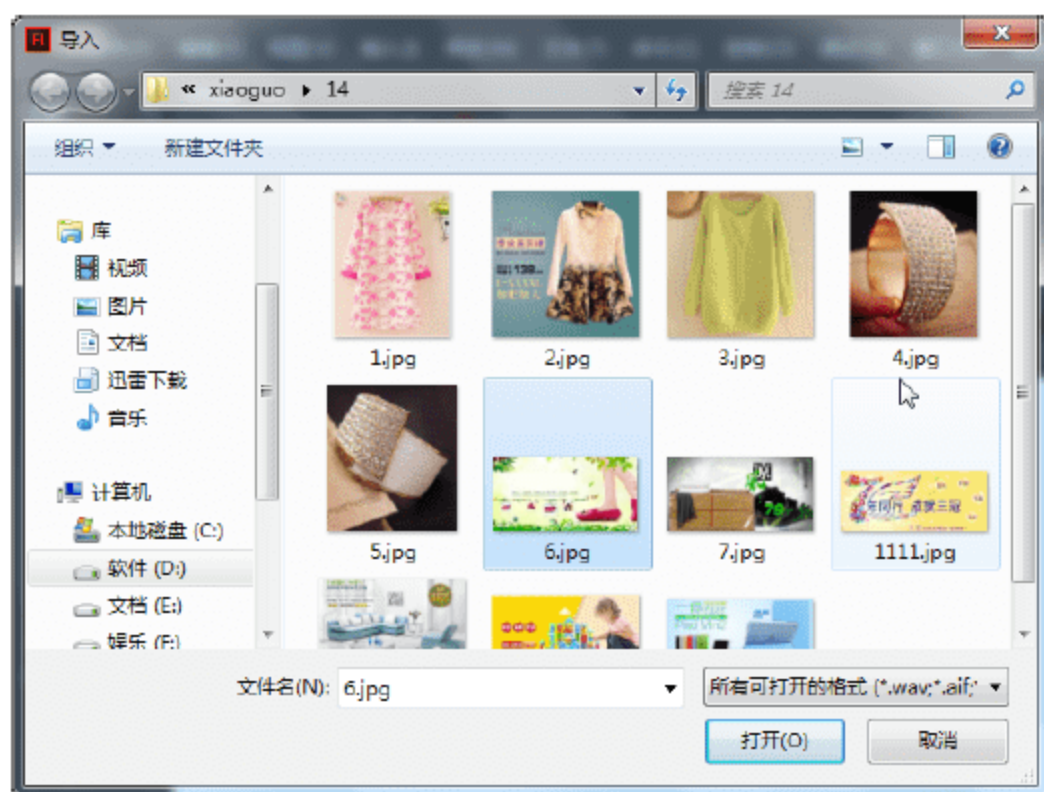 Fl 导入
« xiaoguo ▸ 14
搜索 14
组织 新建文件夹
库
视频
图片
文档
迅雷下载
音乐
计算机
本地磁盘 (C:)
软件 (D:)
文档 (E:)
娱乐 (F:)
1.jpg 2.jpg 3.jpg 4.jpg
5.jpg 6.jpg 7.jpg 1111.jpg
文件名(N): 6.jpg
所有可打开的格式 (*.wav;*.aif;*
打开(O) 取消